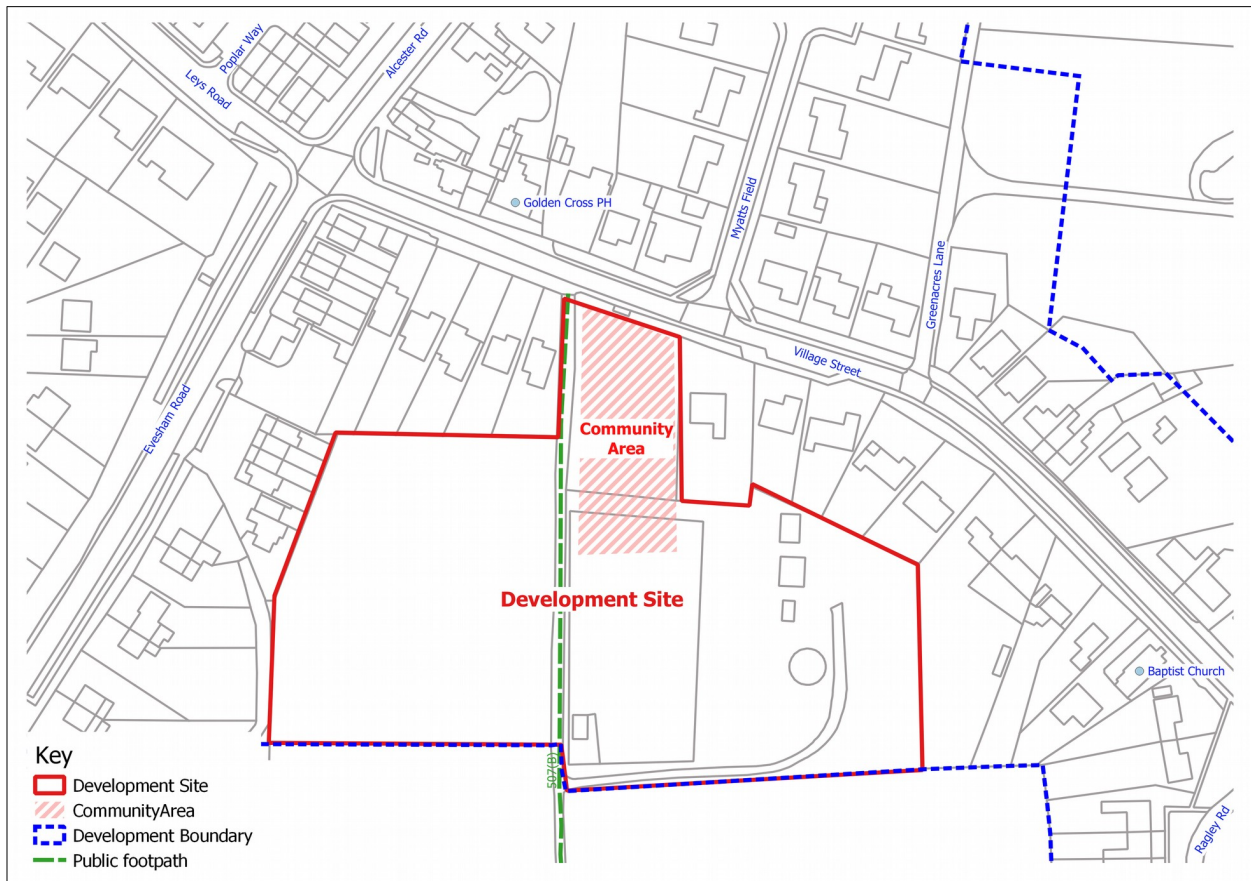 Poplar Way
Leys Road
Alcester Rd
Golden Cross PH
Myatts Field
Greenacres Lane
Village Street
Evesham Road
Community
Area
Development Site
Baptist Church
Ragley Rd
507(B)
Key
Development Site
CommunityArea
Development Boundary
Public footpath